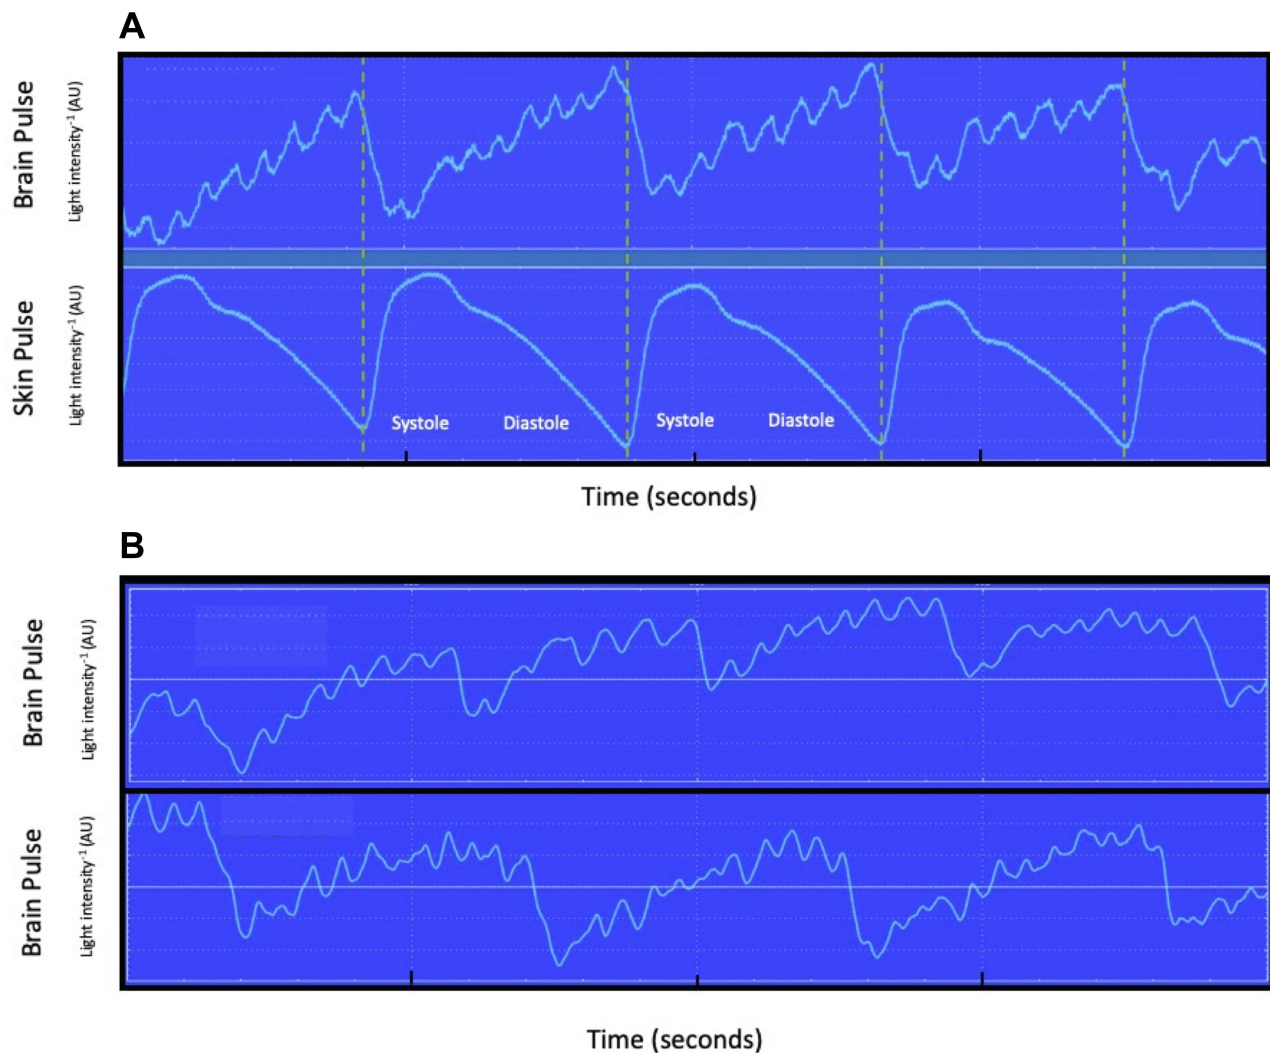 A
Brain Pulse
Light intensity⁻¹ (AU)
Skin Pulse
Light intensity⁻¹ (AU)
Systole Diastole Systole Diastole
Time (seconds)
B
Brain Pulse
Light intensity⁻¹ (AU)
Brain Pulse
Light intensity⁻¹ (AU)
Time (seconds)